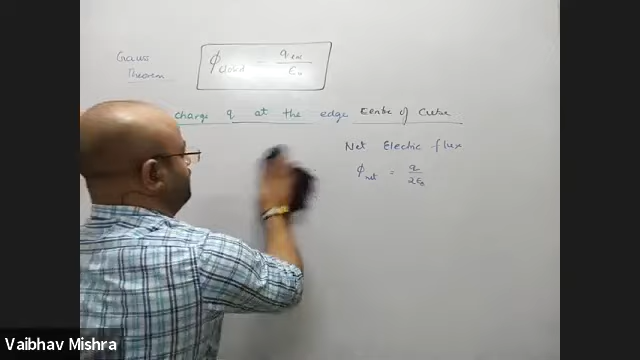 Gauss
Theorem
ϕclosed = qen/ε₀
charge q at the edge Centre of Cube
Net Electric flux
ϕnet = q/2ε₀
Vaibhav Mishra